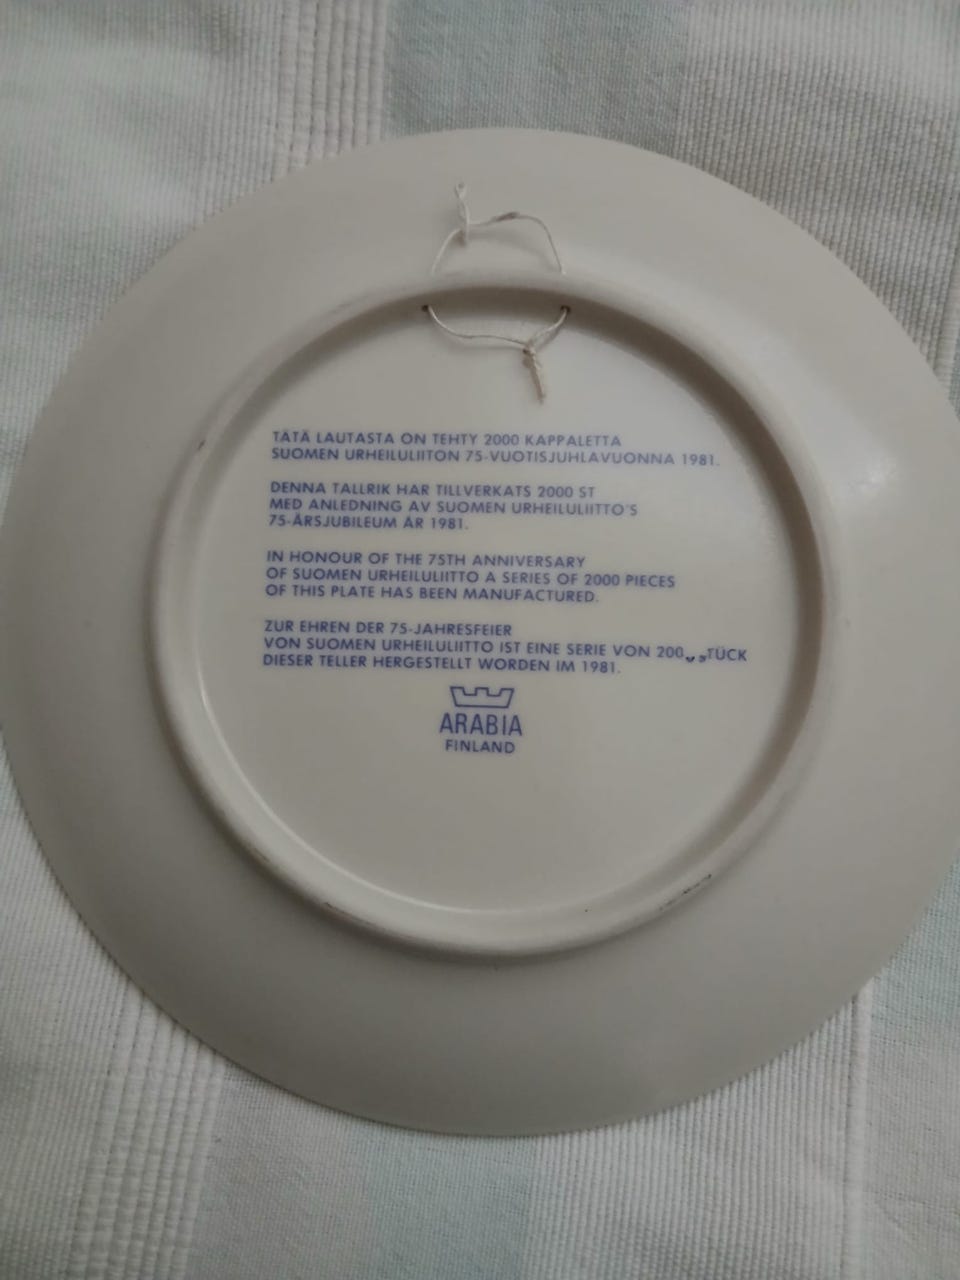 TÄTÄ LAUTASTA ON TEHTY 2000 KAPPALETTA
SUOMEN URHEILULIITON 75-VUOTISJUHLAVUONNA 1981.
DENNA TALLRIK HAR TILLVERKATS 2000 ST
MED ANLEDNING AV SUOMEN URHEILULIITTO'S
75-ÅRSJUBILEUM ÅR 1981.
IN HONOUR OF THE 75TH ANNIVERSARY
OF SUOMEN URHEILULIITTO A SERIES OF 2000 PIECES
OF THIS PLATE HAS BEEN MANUFACTURED.
ZUR EHREN DER 75-JAHRESFEIER
VON SUOMEN URHEILULIITTO IST EINE SERIE VON
DIESER TELLER HERGESTELLT WORDEN IM 1981.
ARABIA
FINLAND